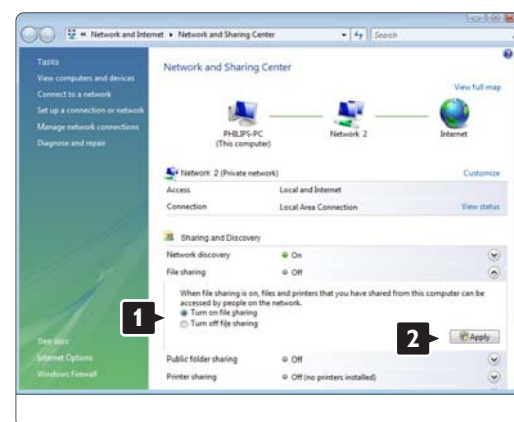 Network and Internet
Network and Sharing Center
Search
Tasks
View computers and devices
Connect to a network
Set up a connection or network
Manage network connections
Diagnose and repair
See also
Internet Options
Windows Firewall
Network and Sharing Center
View full map
PHILIPS-PC
(This computer)
Network 2
Internet
Network 2 (Private network)
Customize
Access
Local and Internet
Connection
Local Area Connection
View status
Sharing and Discovery
Network discovery
On
File sharing
Off
When file sharing is on, files and printers that you have shared from this computer can be
accessed by people on the network.
1
Turn on file sharing
Turn off file sharing
2
Apply
Public folder sharing
Off
Printer sharing
Off (no printers installed)